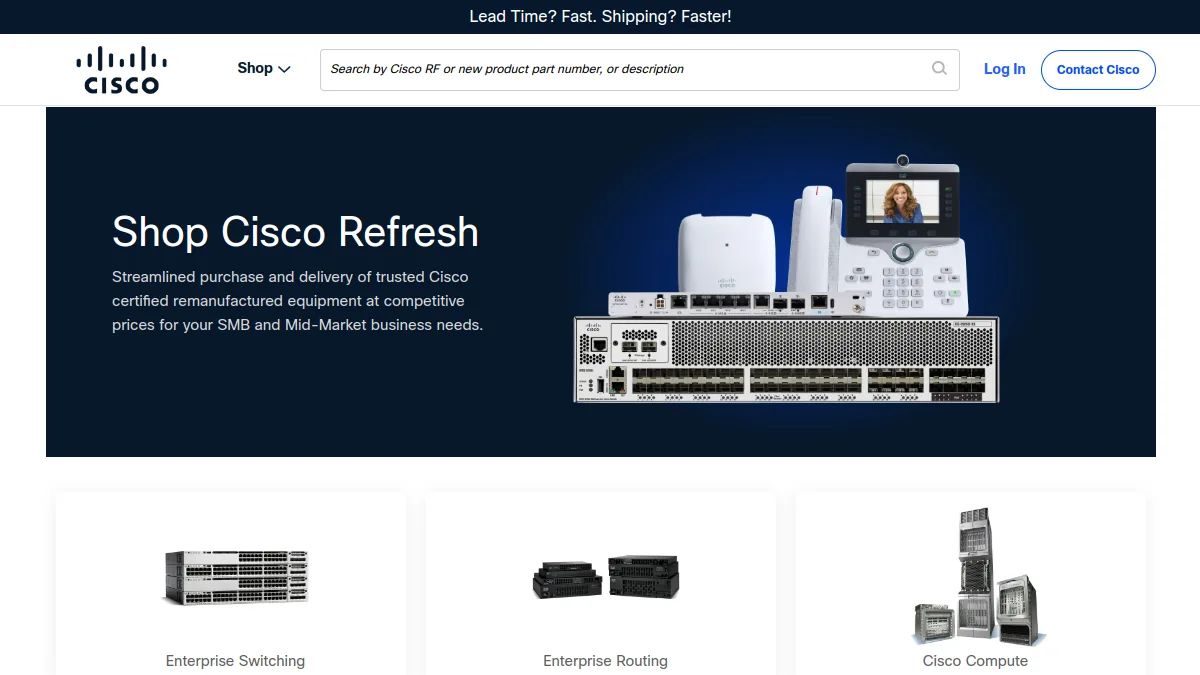 Lead Time? Fast. Shipping? Faster!
CISCO
Shop
Search by Cisco RF or new product part number, or description
Log In
Contact Cisco
Shop Cisco Refresh
Streamlined purchase and delivery of trusted Cisco
certified remanufactured equipment at competitive
prices for your SMB and Mid-Market business needs.
Enterprise Switching
Enterprise Routing
Cisco Compute